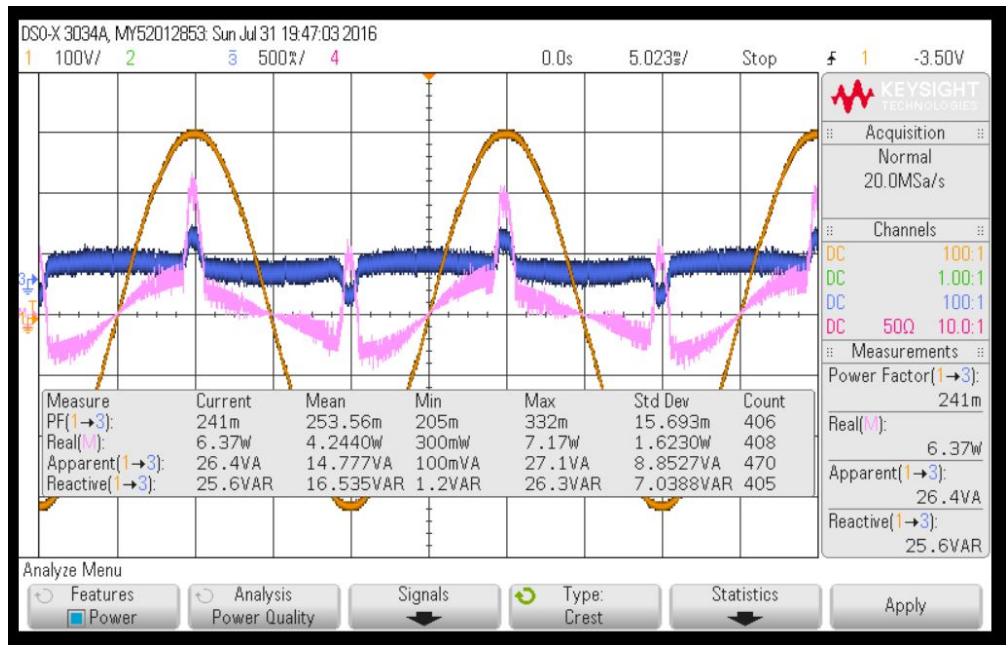 DSO-X 3034A, MY52012853: Sun Jul 31 19:47:03 2016
1 100V/ 2 3 500㎷/ 4 0.0s 5.023㎳/ Stop 1 -3.50V
KEYSIGHT
TECHNOLOGIES
Acquisition
Normal
20.0MSa/s
Channels
DC 100:1
DC 1.00:1
DC 100:1
DC 50Ω 10.0:1
Measurements
Power Factor(1→3):
241m
Real(M):
6.37W
Apparent(1→3):
26.4VA
Reactive(1→3):
25.6VAR
Measure Current Mean Min Max Std Dev Count
PF(1→3): 241m 253.56m 205m 332m 15.693m 406
Real(M): 6.37W 4.2440W 300mW 7.17W 1.6230W 408
Apparent(1→3): 26.4VA 14.777VA 100mVA 27.1VA 8.8527VA 470
Reactive(1→3): 25.6VAR 16.535VAR 1.2VAR 26.3VAR 7.0388VAR 405
Analyze Menu
Features
Power
Analysis
Power Quality
Signals
Type:
Crest
Statistics
Apply